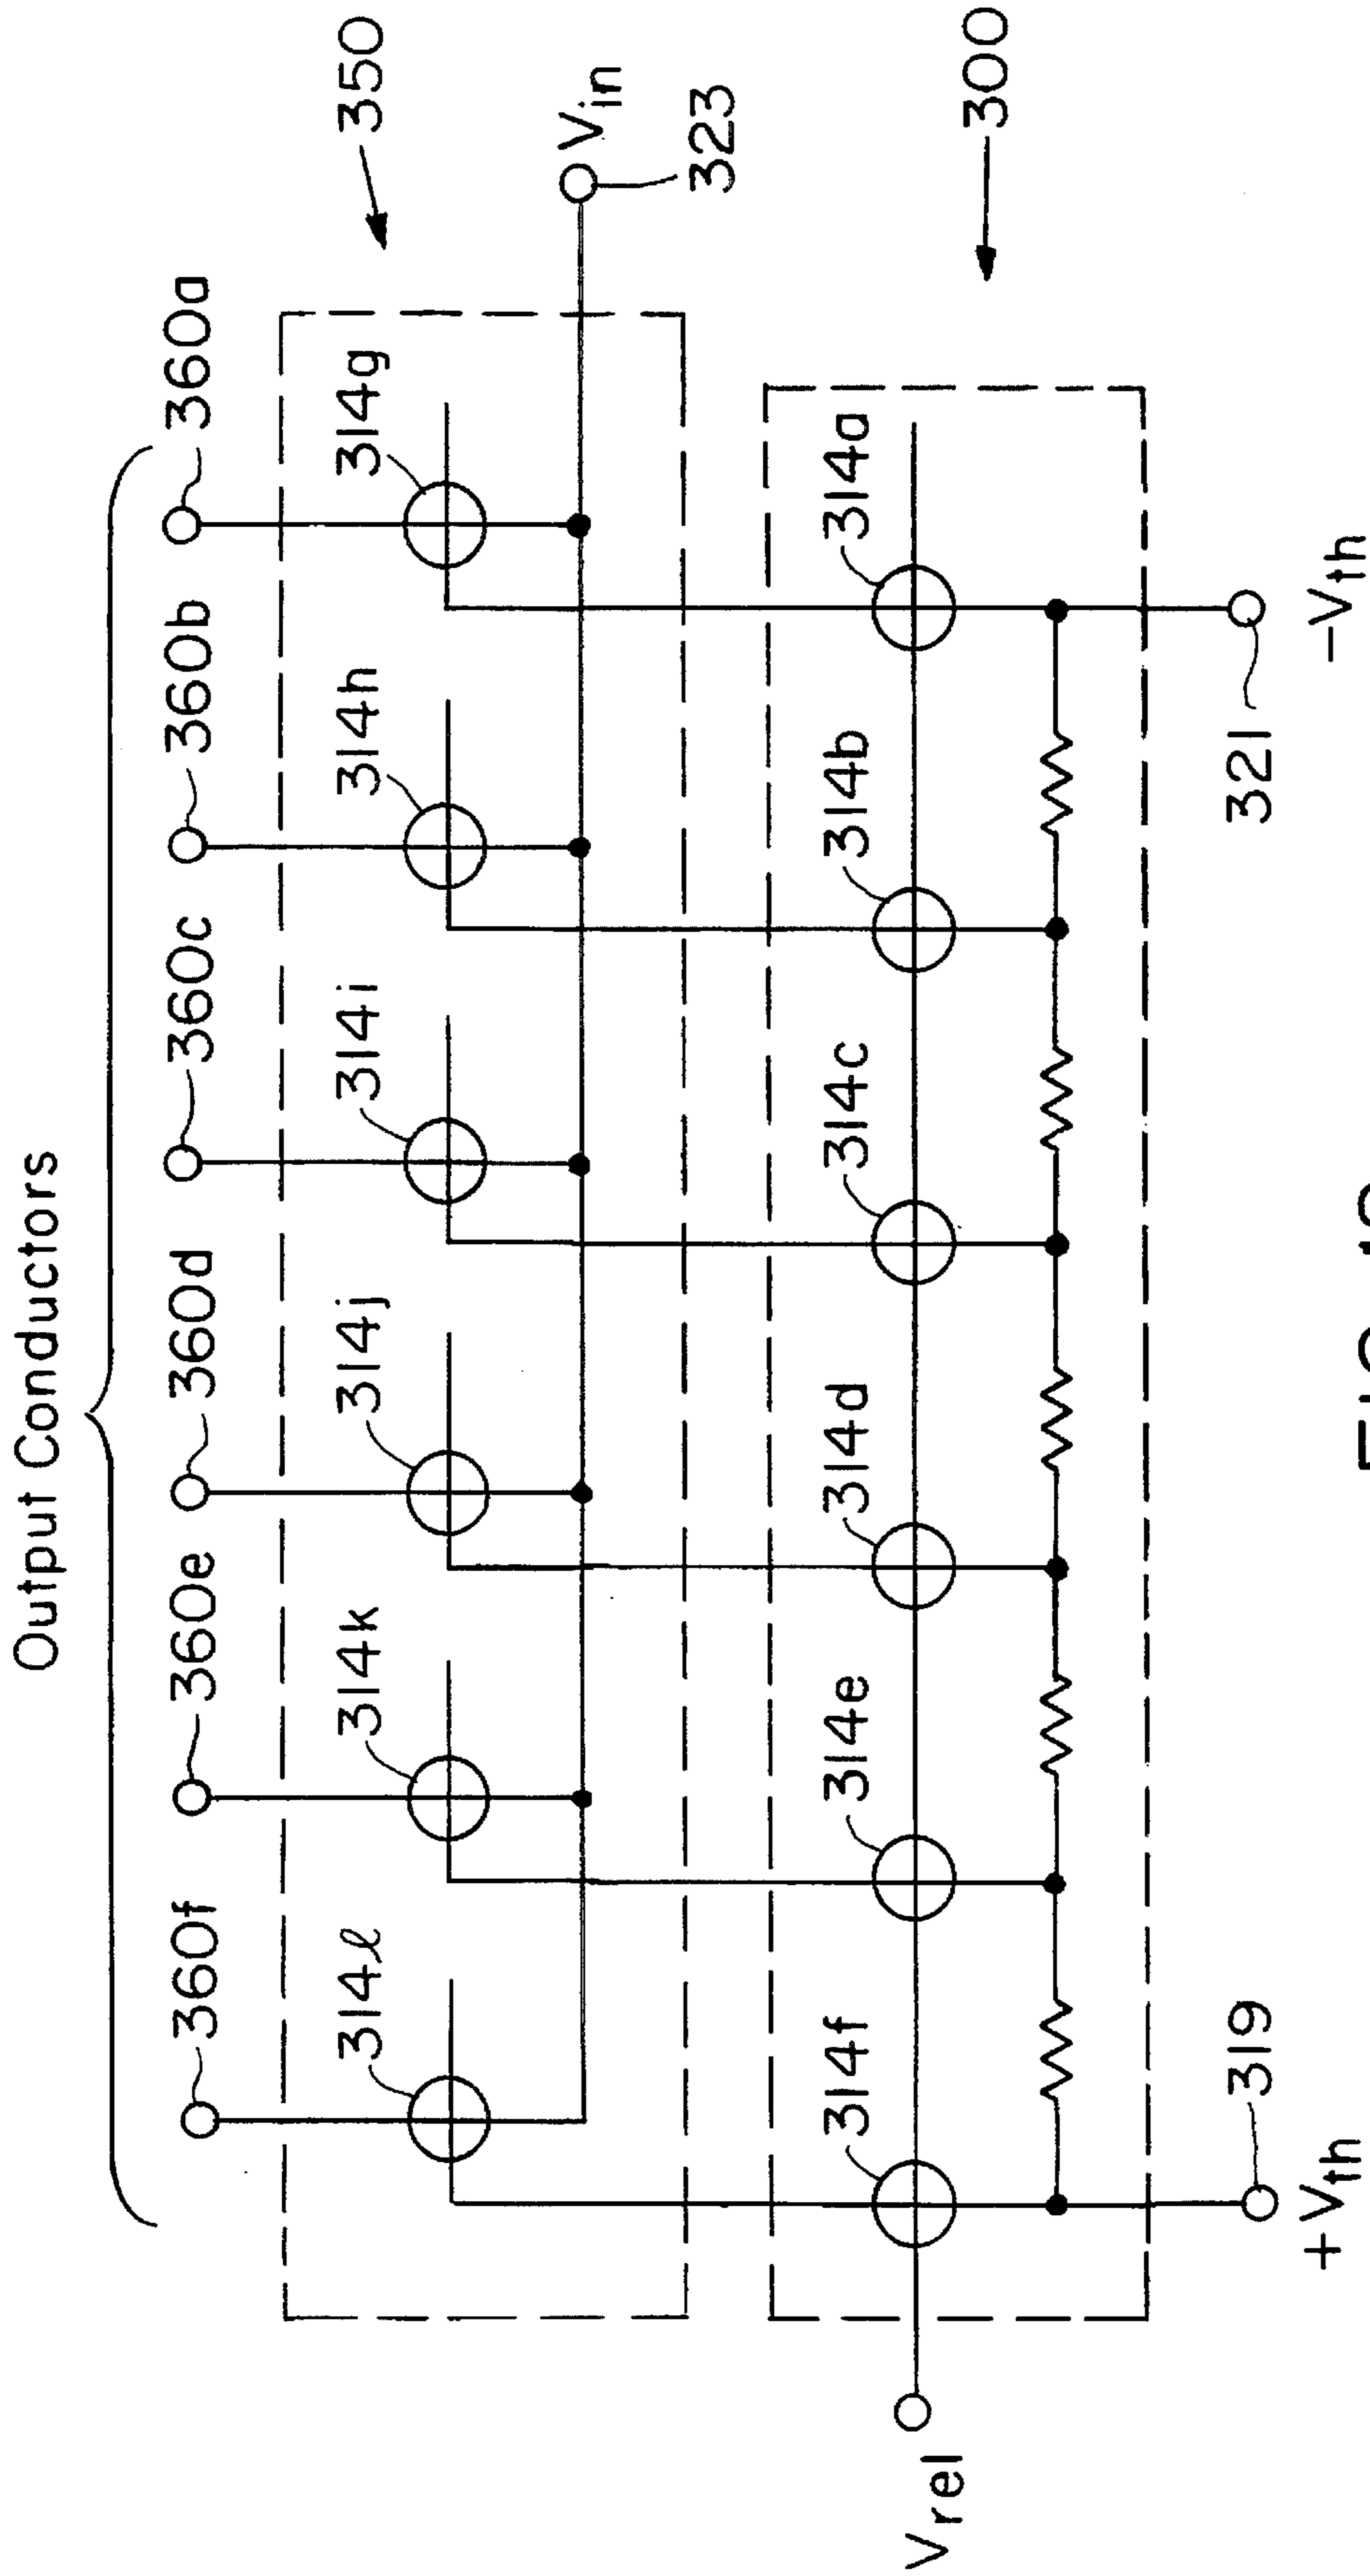 Output Conductors
360f 360e 360d 360c 360b 360a
350
314ℓ 314k 314j 314i 314h 314g
Vin
323
314f 314e 314d 314c 314b 314a
300
Vrel
319
321
+Vth
-Vth
FIG.